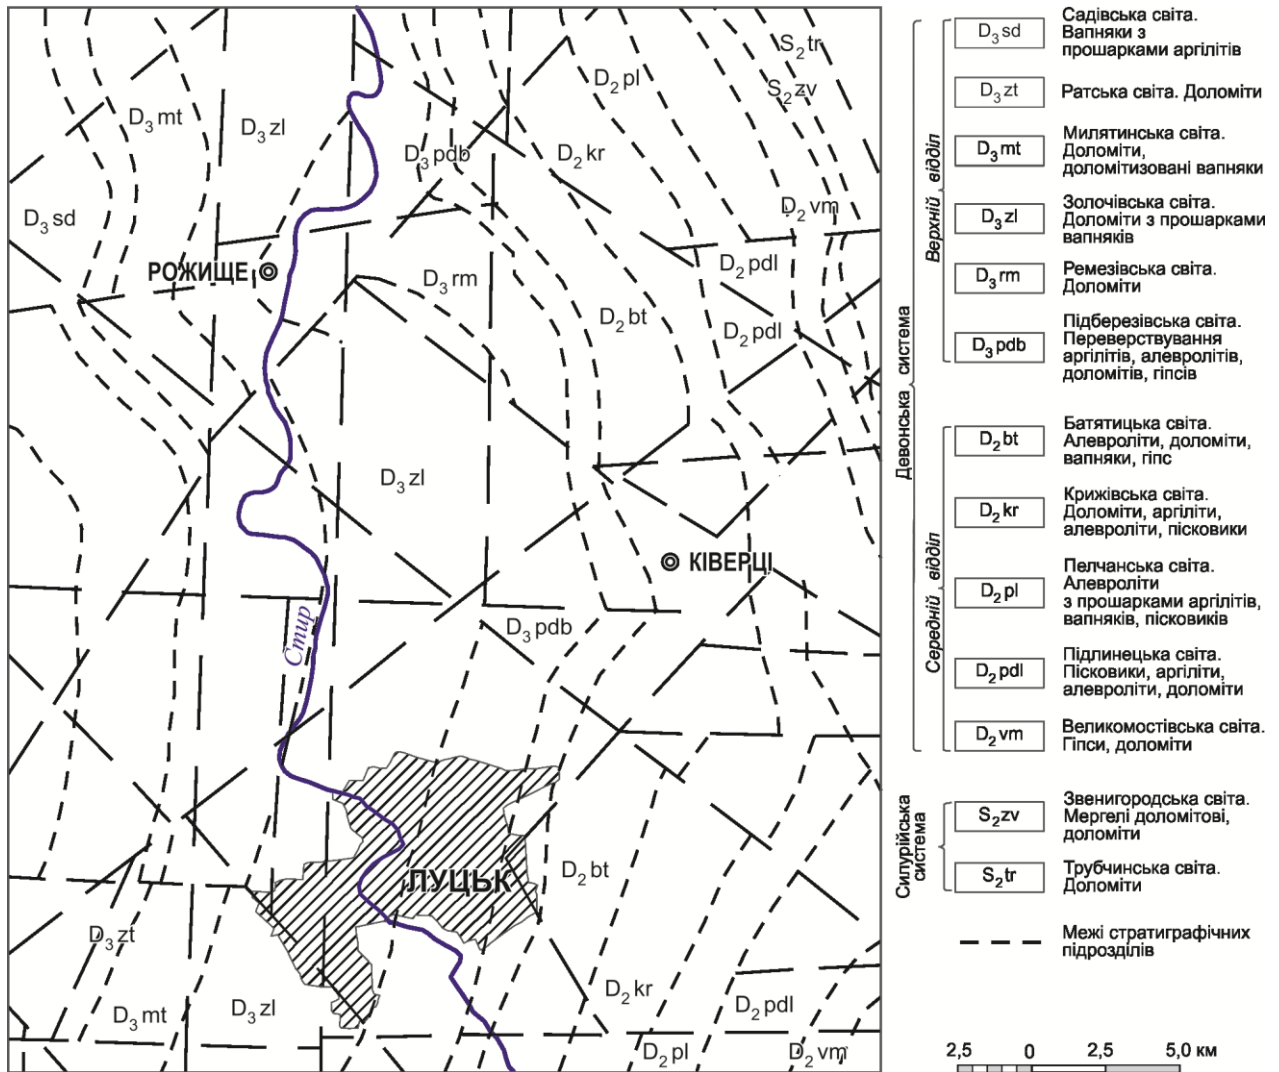 S₂tr
D₂pl
S₂zv
D₃mt
D₃zl
D₃pdb
D₂kr
D₃sd
D₂vm
РОЖИЩЕ
D₃rm
D₂pdl
D₂bt
D₂pdl
D₃zl
КІВЕРЦІ
Стир
D₃pdb
ЛУЦЬК
D₂bt
D₃zt
D₂kr
D₃mt
D₃zl
D₂pdl
D₂pl
D₂vm
Девонська система
Верхній відділ
D₃sd
Садівська світа.
Вапняки з
прошарками аргілітів
D₃zt
Ратська світа. Доломіти
D₃mt
Милятинська світа.
Доломіти,
доломітизовані вапняки
D₃zl
Золочівська світа.
Доломіти з прошарками
вапняків
D₃rm
Ремезівська світа.
Доломіти
D₃pdb
Підберезівська світа.
Переверствування
аргілітів, алевролітів,
доломітів, гіпсів
Середній відділ
D₂bt
Батятицька світа.
Алевроліти, доломіти,
вапняки, гіпс
D₂kr
Крижівська світа.
Доломіти, аргіліти,
алевроліти, пісковики
D₂pl
Пелчанська світа.
Алевроліти
з прошарками аргілітів,
вапняків, пісковиків
D₂pdl
Підлинецька світа.
Пісковики, аргіліти,
алевроліти, доломіти
D₂vm
Великомостівська світа.
Гіпси, доломіти
Силурійська
система
S₂zv
Звенигородська світа.
Мергелі доломітові,
доломіти
S₂tr
Трубчинська світа.
Доломіти
Межі стратиграфічних
підрозділів
2,5 0 2,5 5,0 км